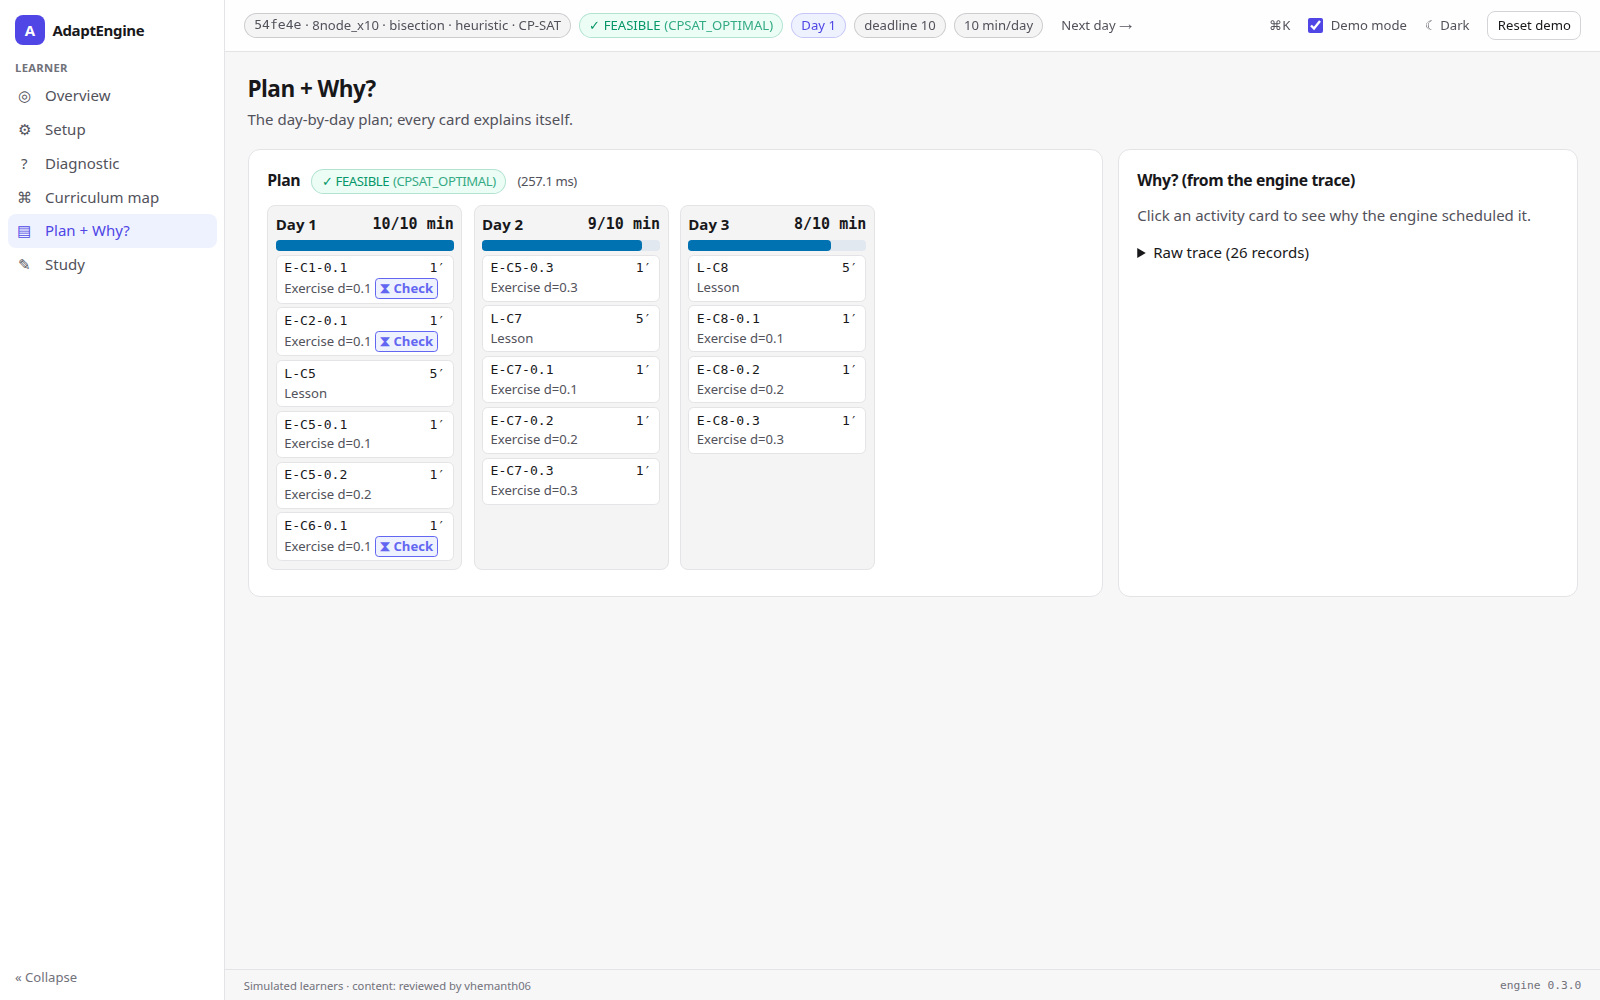 A AdaptEngine
LEARNER
◎ Overview
⚙ Setup
? Diagnostic
⌘ Curriculum map
▤ Plan + Why?
✎ Study
« Collapse
54fe4e · 8node_x10 · bisection · heuristic · CP-SAT ✓ FEASIBLE (CPSAT_OPTIMAL) Day 1 deadline 10 10 min/day Next day → ⌘K Demo mode ☾ Dark Reset demo
Plan + Why?
The day-by-day plan; every card explains itself.
Plan ✓ FEASIBLE (CPSAT_OPTIMAL) (257.1 ms)
Day 1 10/10 min
E-C1-0.1 1′
Exercise d=0.1 ⧗ Check
E-C2-0.1 1′
Exercise d=0.1 ⧗ Check
L-C5 5′
Lesson
E-C5-0.1 1′
Exercise d=0.1
E-C5-0.2 1′
Exercise d=0.2
E-C6-0.1 1′
Exercise d=0.1 ⧗ Check
Day 2 9/10 min
E-C5-0.3 1′
Exercise d=0.3
L-C7 5′
Lesson
E-C7-0.1 1′
Exercise d=0.1
E-C7-0.2 1′
Exercise d=0.2
E-C7-0.3 1′
Exercise d=0.3
Day 3 8/10 min
L-C8 5′
Lesson
E-C8-0.1 1′
Exercise d=0.1
E-C8-0.2 1′
Exercise d=0.2
E-C8-0.3 1′
Exercise d=0.3
Why? (from the engine trace)
Click an activity card to see why the engine scheduled it.
▶ Raw trace (26 records)
Simulated learners · content: reviewed by vhemanth06
engine 0.3.0